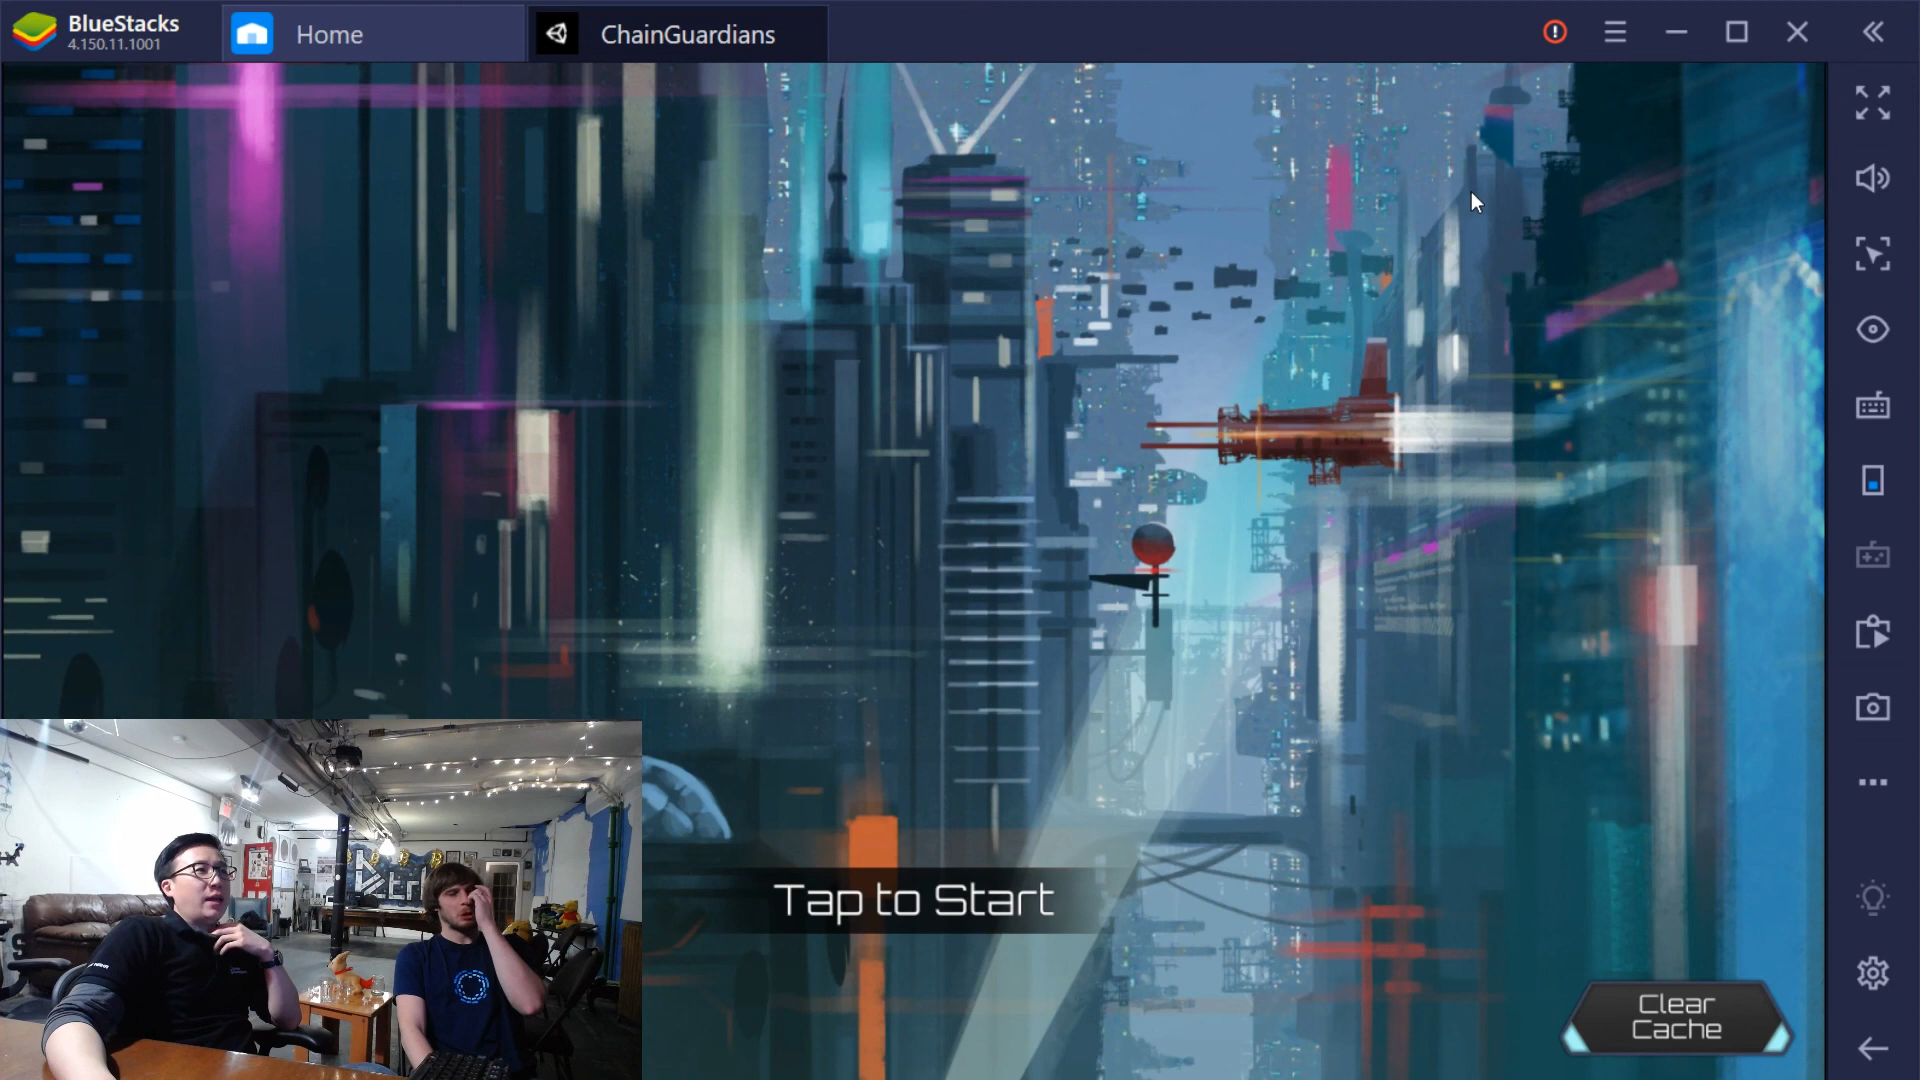 BlueStacks
4.150.11.1001
Home
ChainGuardians
Tap to Start
Clear
Cache